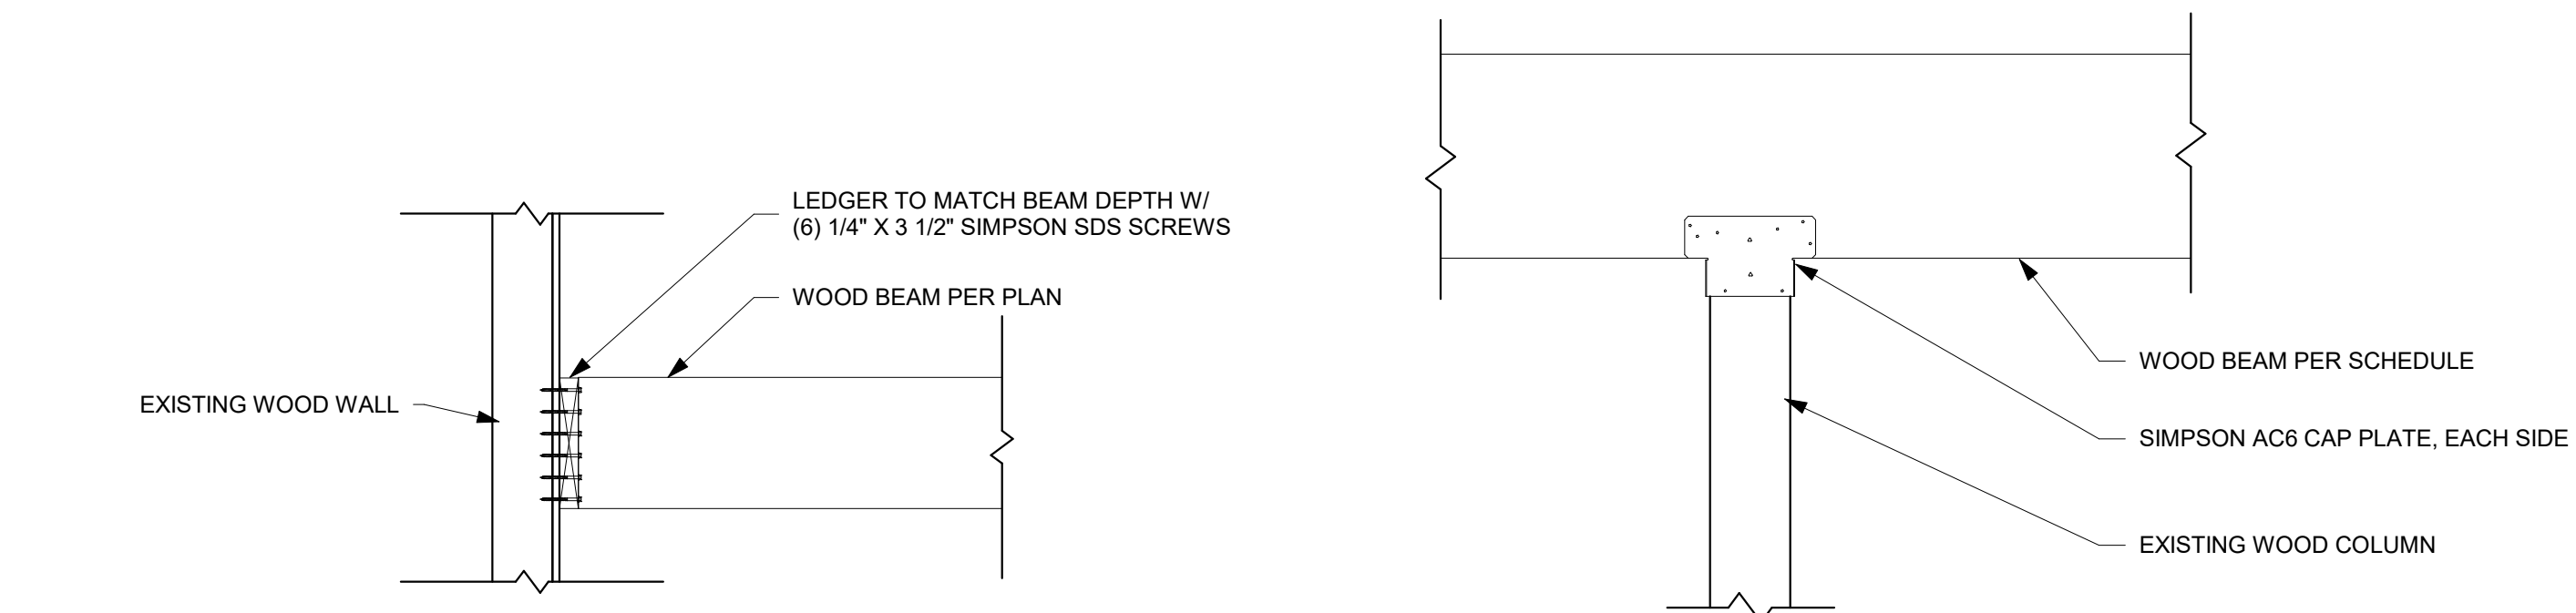 LEDGER TO MATCH BEAM DEPTH W/
(6) 1/4" X 3 1/2" SIMPSON SDS SCREWS
WOOD BEAM PER PLAN
EXISTING WOOD WALL
WOOD BEAM PER SCHEDULE
SIMPSON AC6 CAP PLATE, EACH SIDE
EXISTING WOOD COLUMN